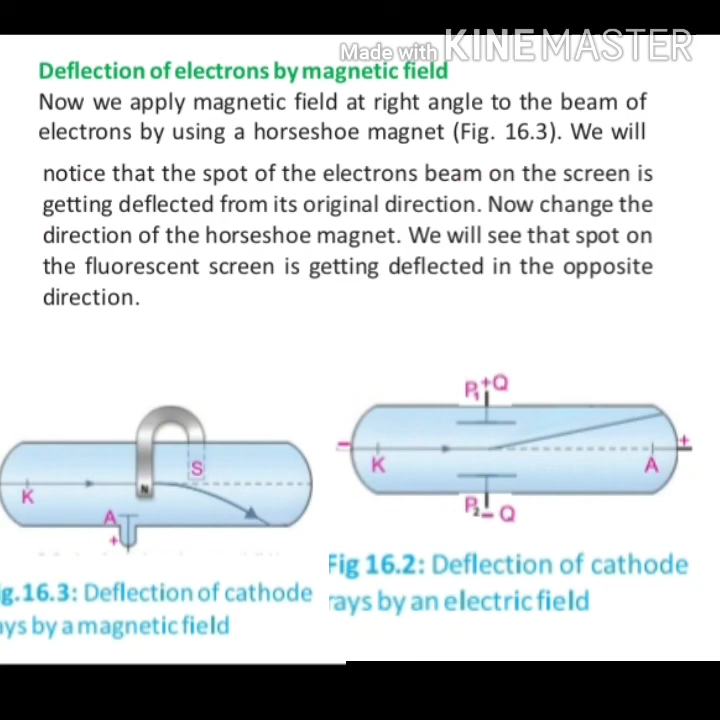 Made with KINEMASTER
Deflection of electrons by magnetic field
Now we apply magnetic field at right angle to the beam of
electrons by using a horseshoe magnet (Fig. 16.3). We will
notice that the spot of the electrons beam on the screen is
getting deflected from its original direction. Now change the
direction of the horseshoe magnet. We will see that spot on
the fluorescent screen is getting deflected in the opposite
direction.
K
N
S
A
+
g.16.3: Deflection of cathode
ays by a magnetic field
P₁+Q
−
K
A
+
P₂− Q
Fig 16.2: Deflection of cathode
rays by an electric field